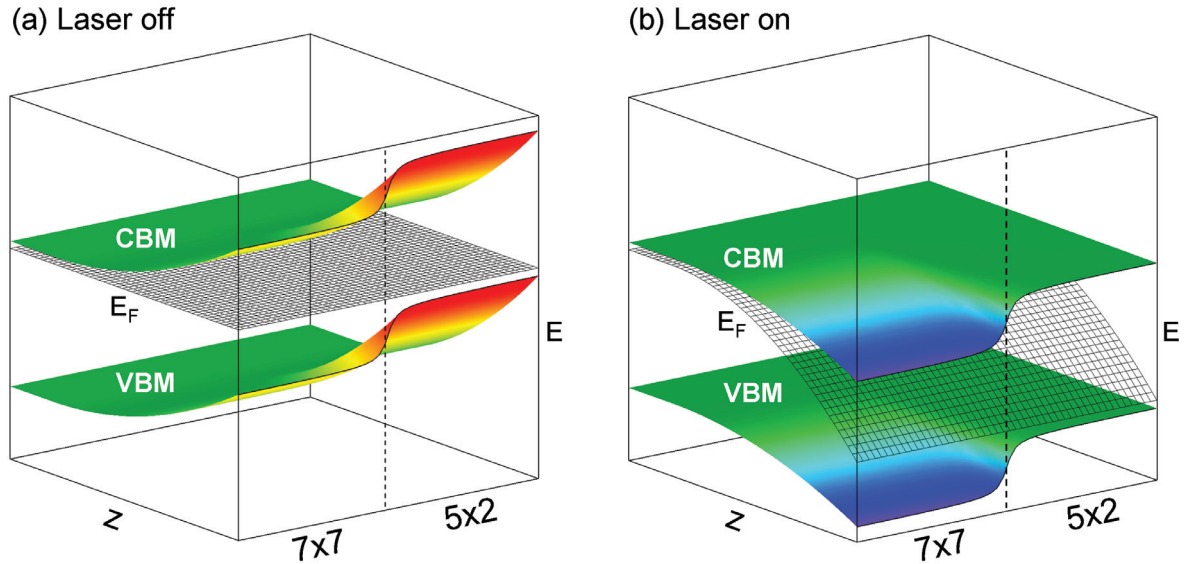 (a) Laser off
(b) Laser on
CBM
E_F
VBM
E
z
7x7
5x2
CBM
E_F
VBM
E
z
7x7
5x2